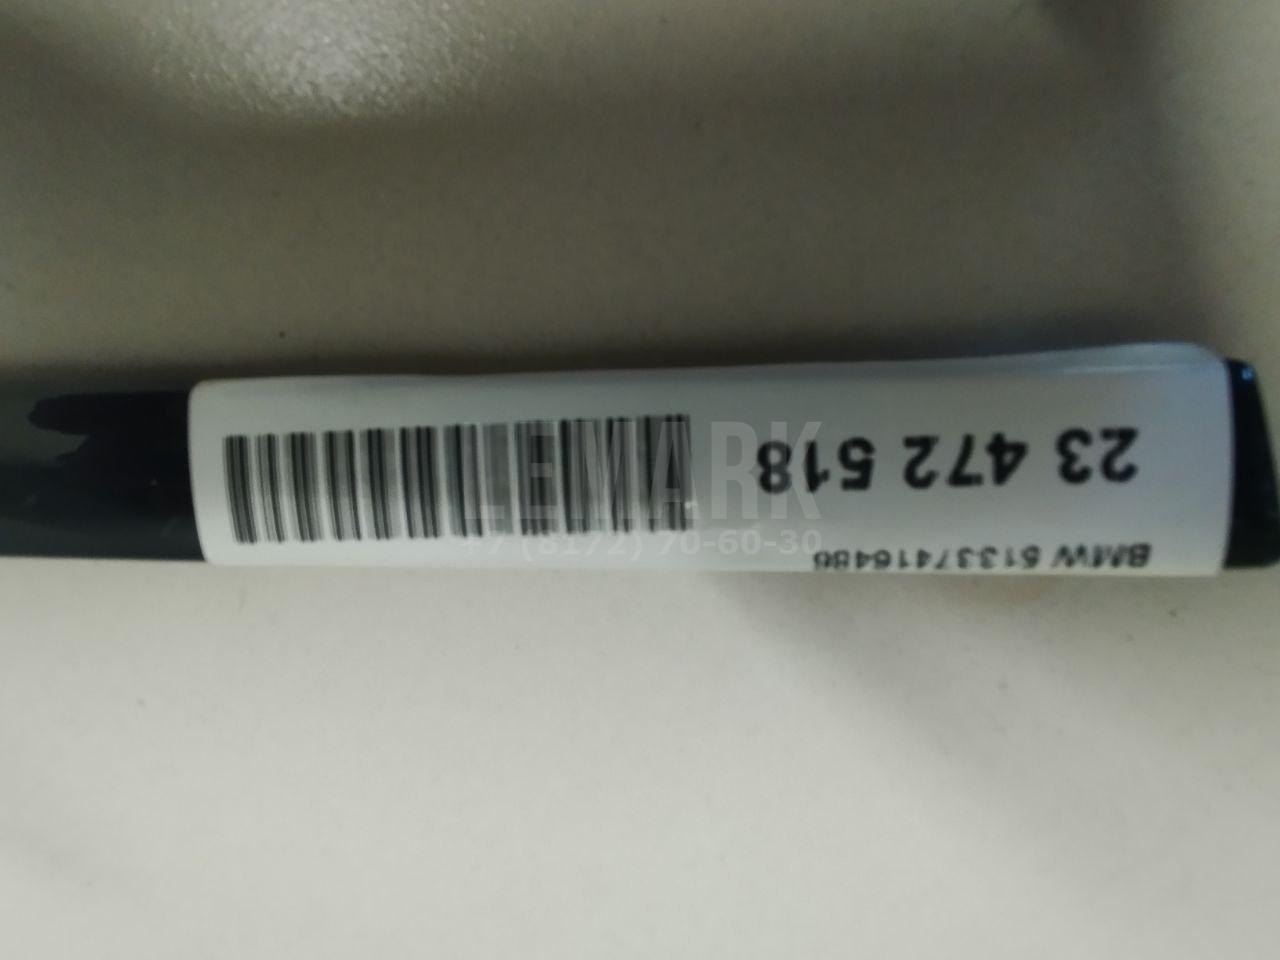 BMW 51337416486
23 472 518
LEMARK
+7 (8172) 70-60-30